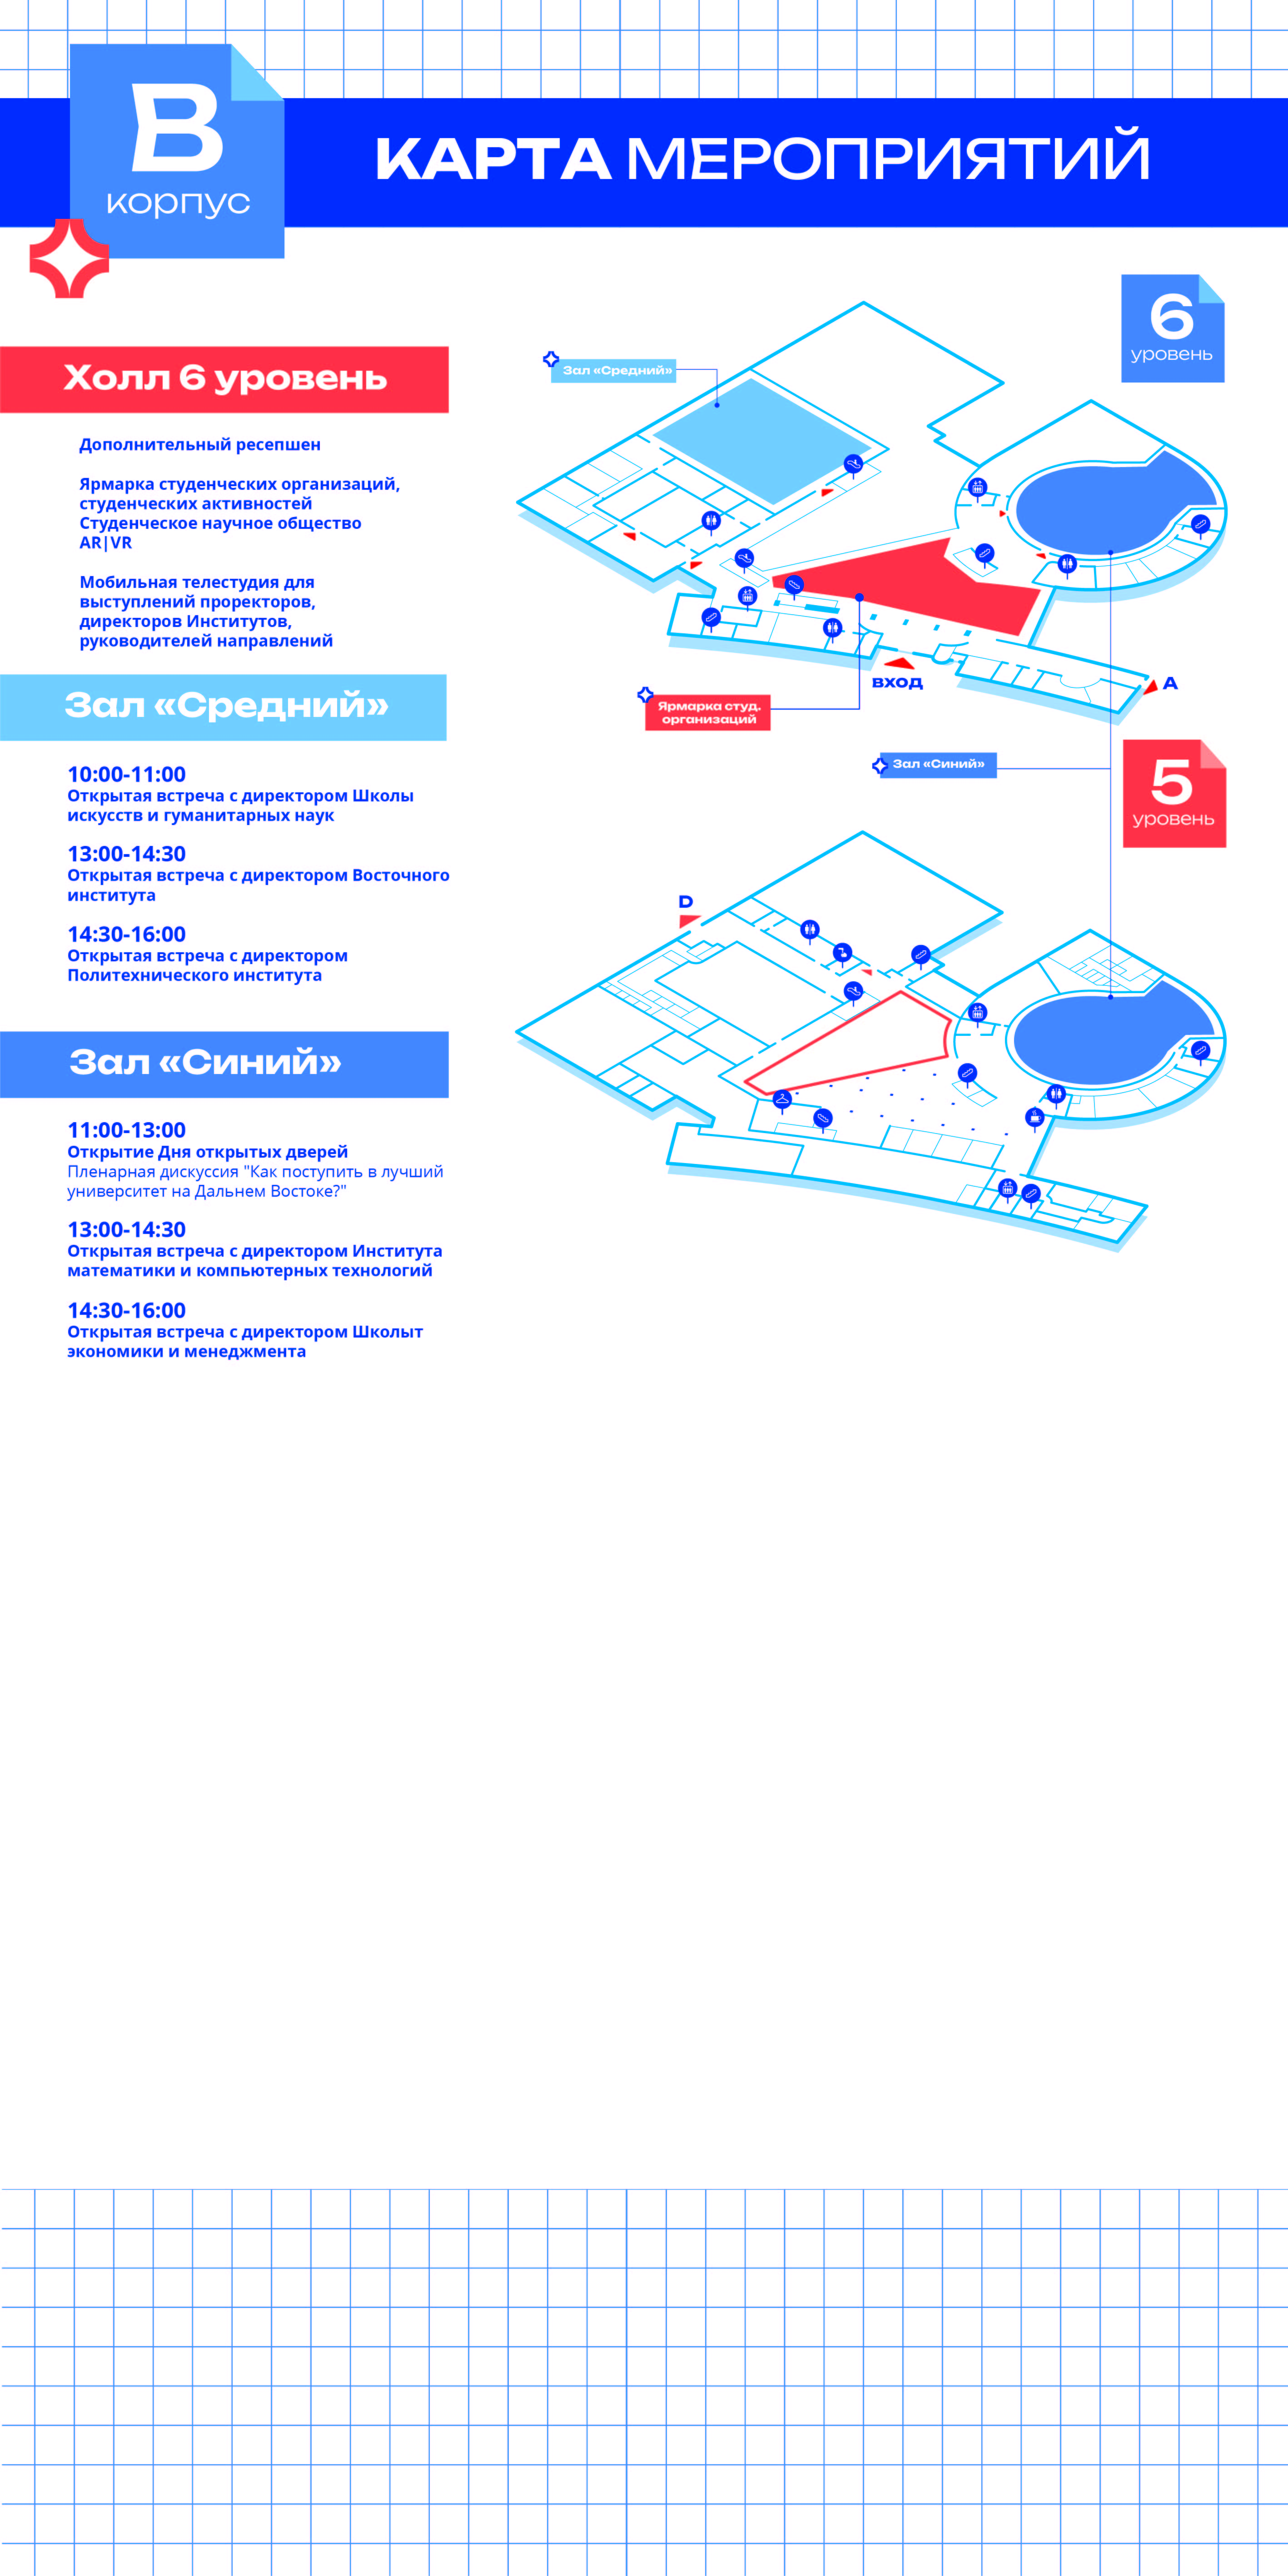 B
корпус
КАРТА МЕРОПРИЯТИЙ
Холл 6 уровень
Дополнительный ресепшен
Ярмарка студенческих организаций,
студенческих активностей
Студенческое научное общество
AR|VR
Мобильная телестудия для
выступлений проректоров,
директоров Институтов,
руководителей направлений
Зал «Средний»
10:00-11:00
Открытая встреча с директором Школы
искусств и гуманитарных наук
13:00-14:30
Открытая встреча с директором Восточного
института
14:30-16:00
Открытая встреча с директором
Политехнического института
Зал «Синий»
11:00-13:00
Открытие Дня открытых дверей
Пленарная дискуссия "Как поступить в лучший
университет на Дальнем Востоке?"
13:00-14:30
Открытая встреча с директором Института
математики и компьютерных технологий
14:30-16:00
Открытая встреча с директором Школыт
экономики и менеджмента
6
уровень
Зал «Средний»
вход
A
Ярмарка студ.
организаций
Зал «Синий»
5
уровень
D